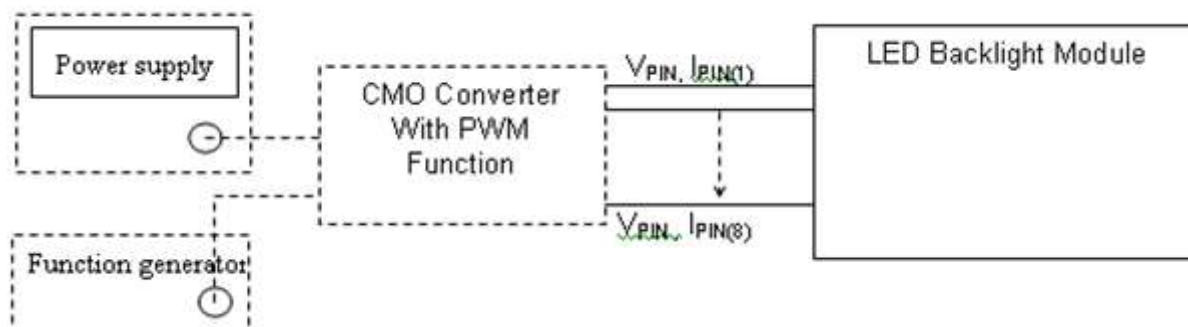 Power supply
CMO Converter
With PWM
Function
VPIN, IPIN(1)
LED Backlight Module
VPIN, IPIN(8)
Function generator